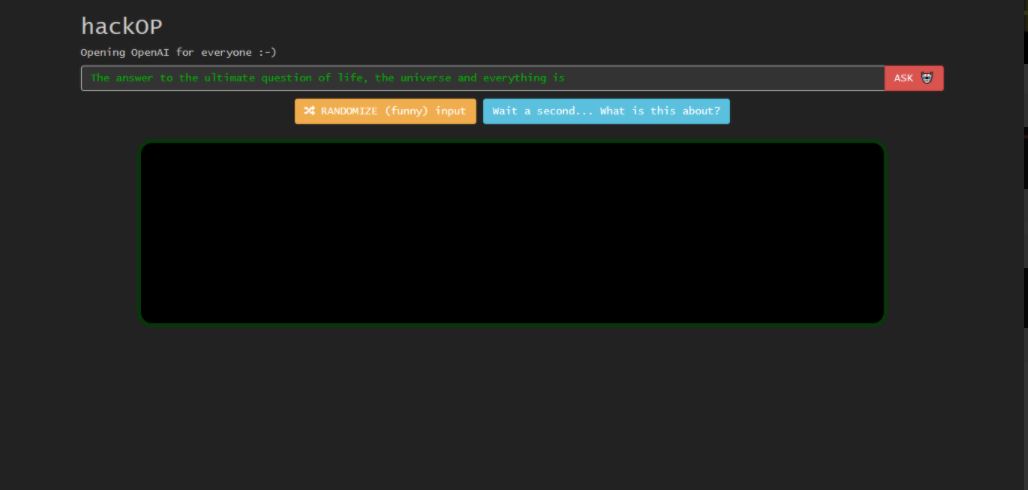 hackOP
Opening OpenAI for everyone :-)
The answer to the ultimate question of life, the universe and everything is
ASK
RANDOMIZE (funny) input
Wait a second... What is this about?